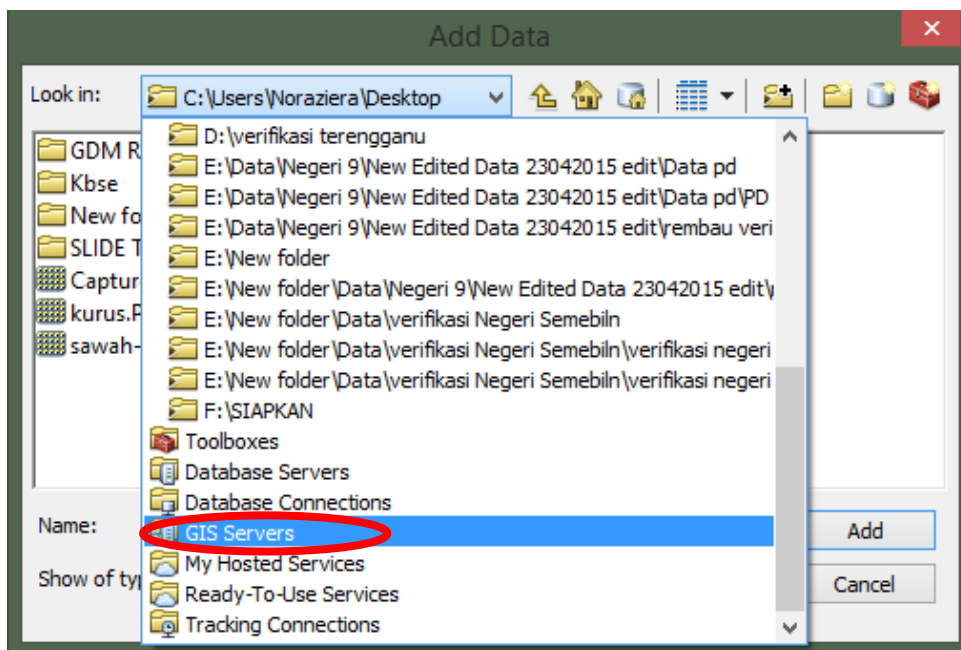 Add Data
Look in:
C:\Users\Noraziera\Desktop
D:\verifikasi terengganu
GDM R
E:\Data\Negeri 9\New Edited Data 23042015 edit\Data pd
Kbse
E:\Data\Negeri 9\New Edited Data 23042015 edit\Data pd\PD
New fo
E:\Data\Negeri 9\New Edited Data 23042015 edit\rembau veri
SLIDE T
E:\New folder
Captur
E:\New folder\Data\Negeri 9\New Edited Data 23042015 edit\
kurus.P
E:\New folder\Data\verifikasi Negeri Semebiln
sawah-
E:\New folder\Data\verifikasi Negeri Semebiln\verifikasi negeri
E:\New folder\Data\verifikasi Negeri Semebiln\verifikasi negeri
F:\SIAPKAN
Toolboxes
Database Servers
Database Connections
Name:
GIS Servers
Add
My Hosted Services
Show of ty
Ready-To-Use Services
Cancel
Tracking Connections